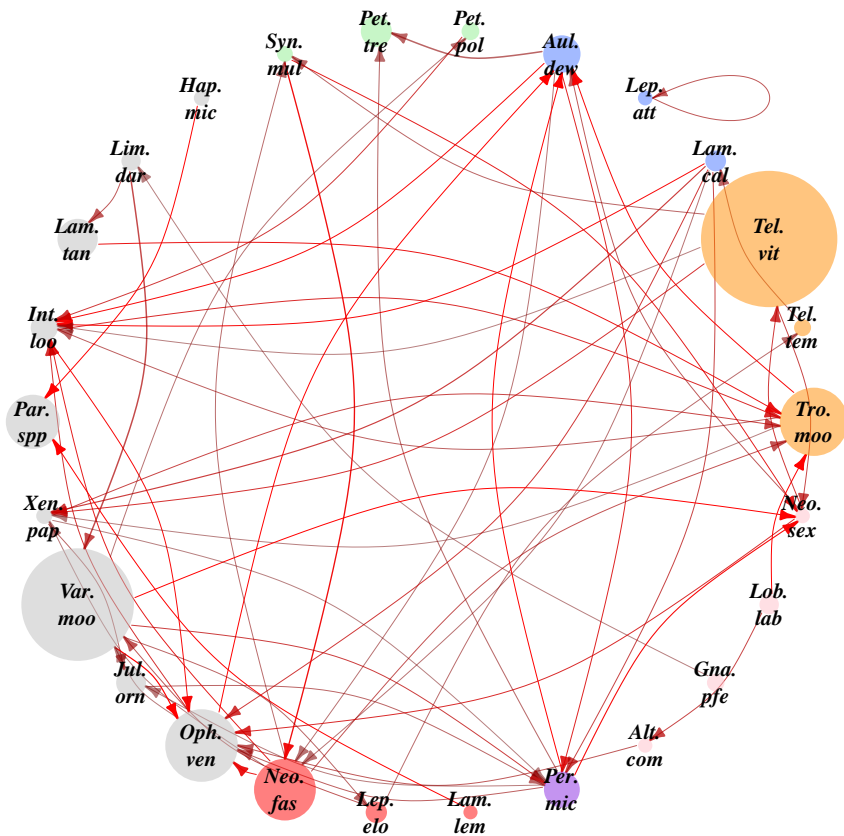 Pet.
tre
Pet.
pol
Syn.
mul
Aul.
dew
Hap.
mic
Lep.
att
Lim.
dar
Lam.
cal
Lam.
tan
Tel.
vit
Int.
loo
Tel.
tem
Par.
spp
Tro.
moo
Xen.
pap
Neo.
sex
Var.
moo
Lob.
lab
Jul.
orn
Gna.
pfe
Oph.
ven
Alt.
com
Neo.
fas
Per.
mic
Lep.
elo
Lam.
lem